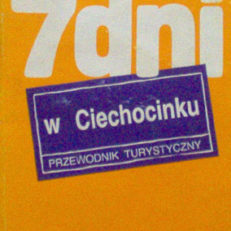 7dni
w Ciechocinku
PRZEWODNIK TURYSTYCZNY